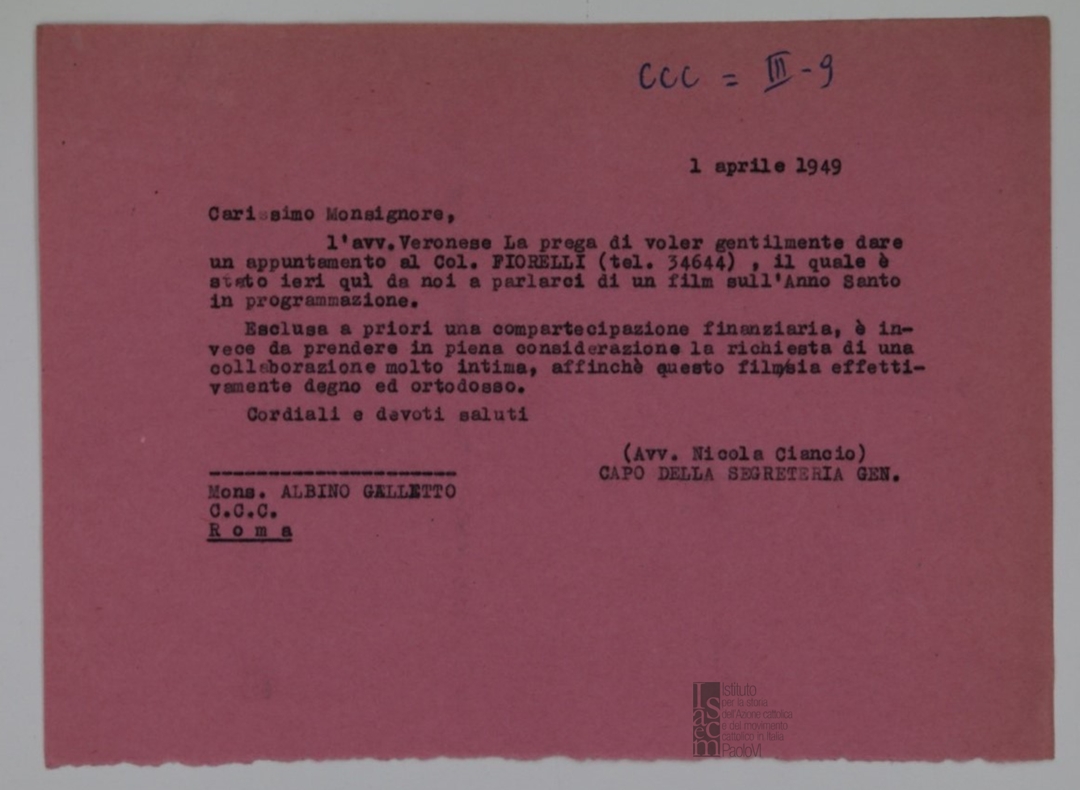 CCC = III - 9
1 aprile 1949
Carissimo Monsignore,
l'avv. Veronese La prega di voler gentilmente dare
un appuntamento al Col. FIORELLI (tel. 34644) , il quale è
stato ieri quì da noi a parlarci di un film sull'Anno Santo
in programmazione.
Esclusa a priori una compartecipazione finanziaria, è in-
vece da prendere in piena considerazione la richiesta di una
collaborazione molto intima, affinchè questo film sia effetti-
vamente degno ed ortodosso.
Cordiali e devoti saluti
(Avv. Nicola Ciancio)
CAPO DELLA SEGRETERIA GEN.
Mons. ALBINO GALLETTO
C.C.C.
R o m a
Isacem
istituto
per la storia
dell'Azione cattolica
e del movimento
cattolico in Italia
PaoloVI